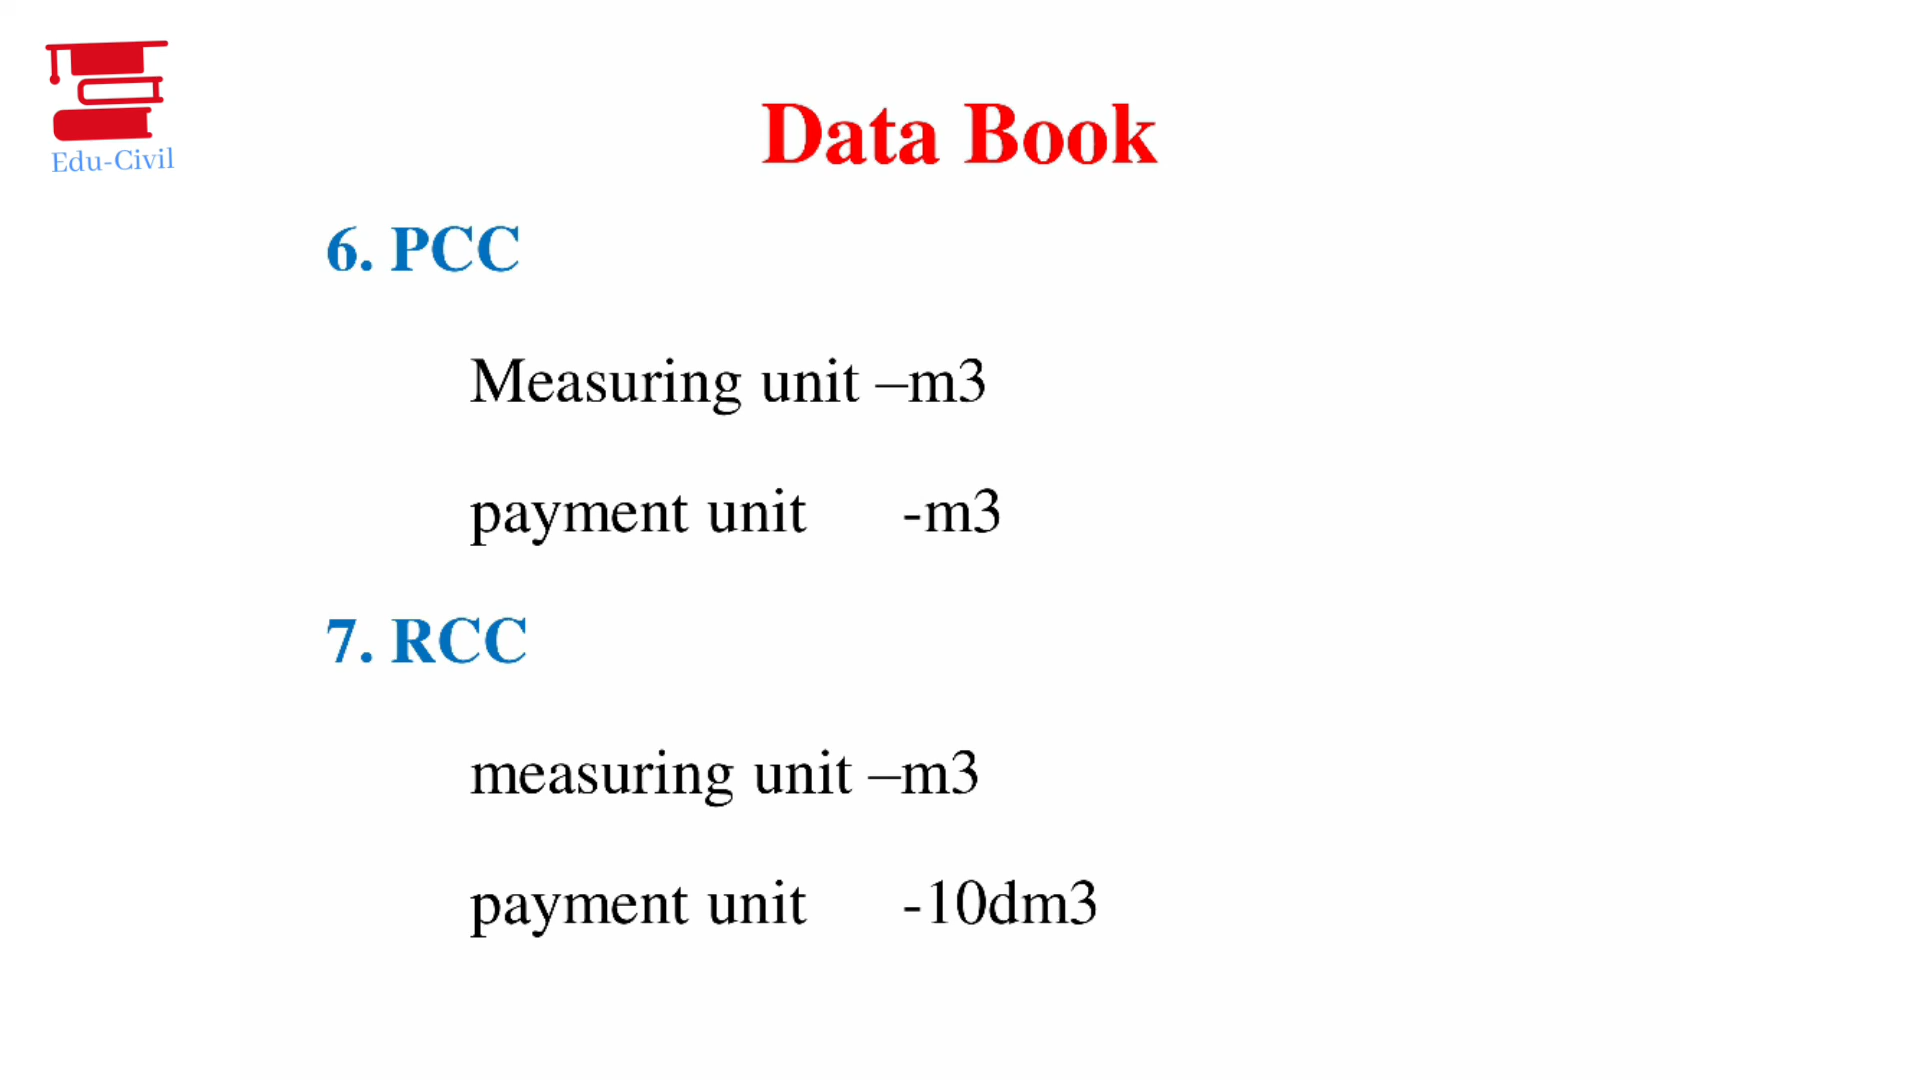 Edu-Civil
Data Book
6. PCC
Measuring unit –m3
payment unit -m3
7. RCC
measuring unit –m3
payment unit -10dm3